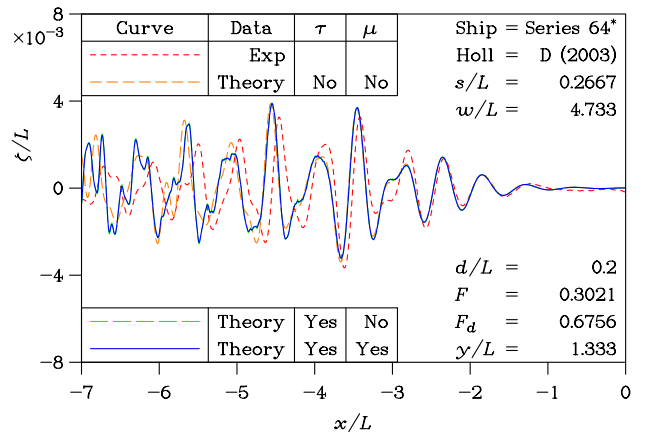 8
×10⁻³
4
0
−4
−8
ζ/L
Curve Data τ μ
Exp
Theory No No
Ship = Series 64*
Holl = D (2003)
s/L = 0.2667
w/L = 4.733
d/L = 0.2
F = 0.3021
F_d = 0.6756
y/L = 1.333
Theory Yes No
Theory Yes Yes
−7 −6 −5 −4 −3 −2 −1 0
x/L